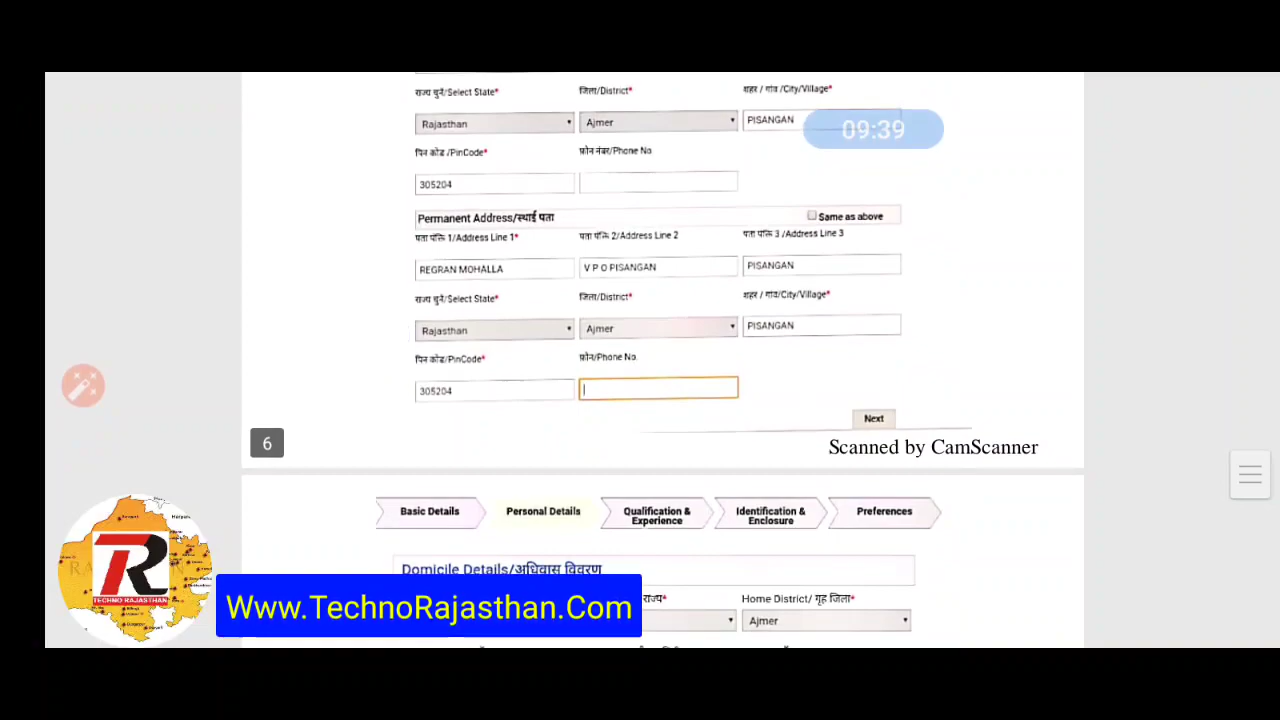 राज्य चुनें/Select State* जिला/District* शहर / गांव /City/Village*
Rajasthan Ajmer PISANGAN
09:39
पिन कोड /PinCode* फ़ोन नंबर/Phone No.
305204
Permanent Address/स्थाई पता Same as above
पता पंक्ति 1/Address Line 1* पता पंक्ति 2/Address Line 2 पता पंक्ति 3 /Address Line 3
REGRAN MOHALLA V P O PISANGAN PISANGAN
राज्य चुनें/Select State* जिला/District* शहर / गांव/City/Village*
Rajasthan Ajmer PISANGAN
पिन कोड/PinCode* फ़ोन/Phone No.
305204
Next
6
Scanned by CamScanner
Basic Details Personal Details Qualification & Experience Identification & Enclosure Preferences
Domicile Details/अधिवास विवरण
राज्य* Home District/ गृह जिला*
Ajmer
TECHNO RAJASTHAN
Www.TechnoRajasthan.Com